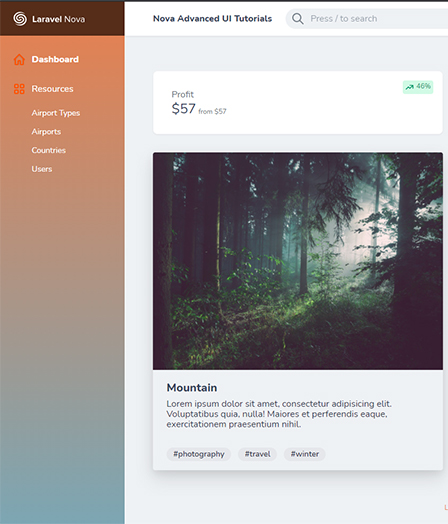 Laravel Nova
Nova Advanced UI Tutorials
Press / to search
Dashboard
Resources
Airport Types
Airports
Countries
Users
Profit
46%
$57 from $57
Mountain
Lorem ipsum dolor sit amet, consectetur adipisicing elit.
Voluptatibus quia, nulla! Maiores et perferendis eaque,
exercitationem praesentium nihil.
#photography
#travel
#winter